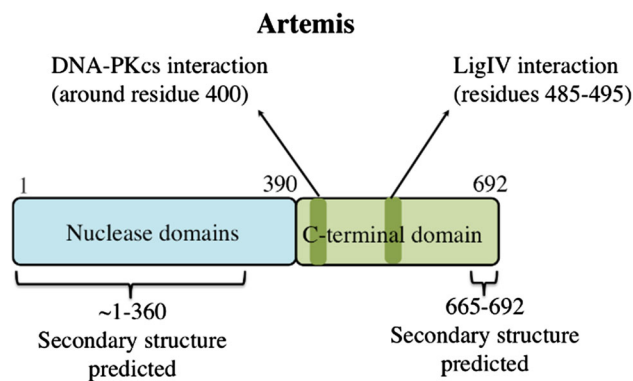 Artemis
DNA-PKcs interaction
(around residue 400)
LigIV interaction
(residues 485-495)
1
390
692
Nuclease domains
C-terminal domain
~1-360
Secondary structure
predicted
665-692
Secondary structure
predicted